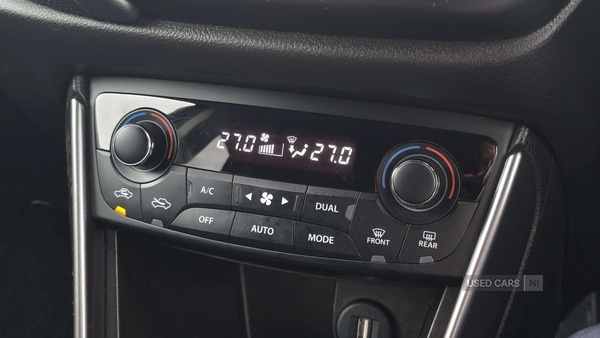 27.0 27.0
A/C
DUAL
OFF
AUTO
MODE
FRONT
REAR
USED CARS NI